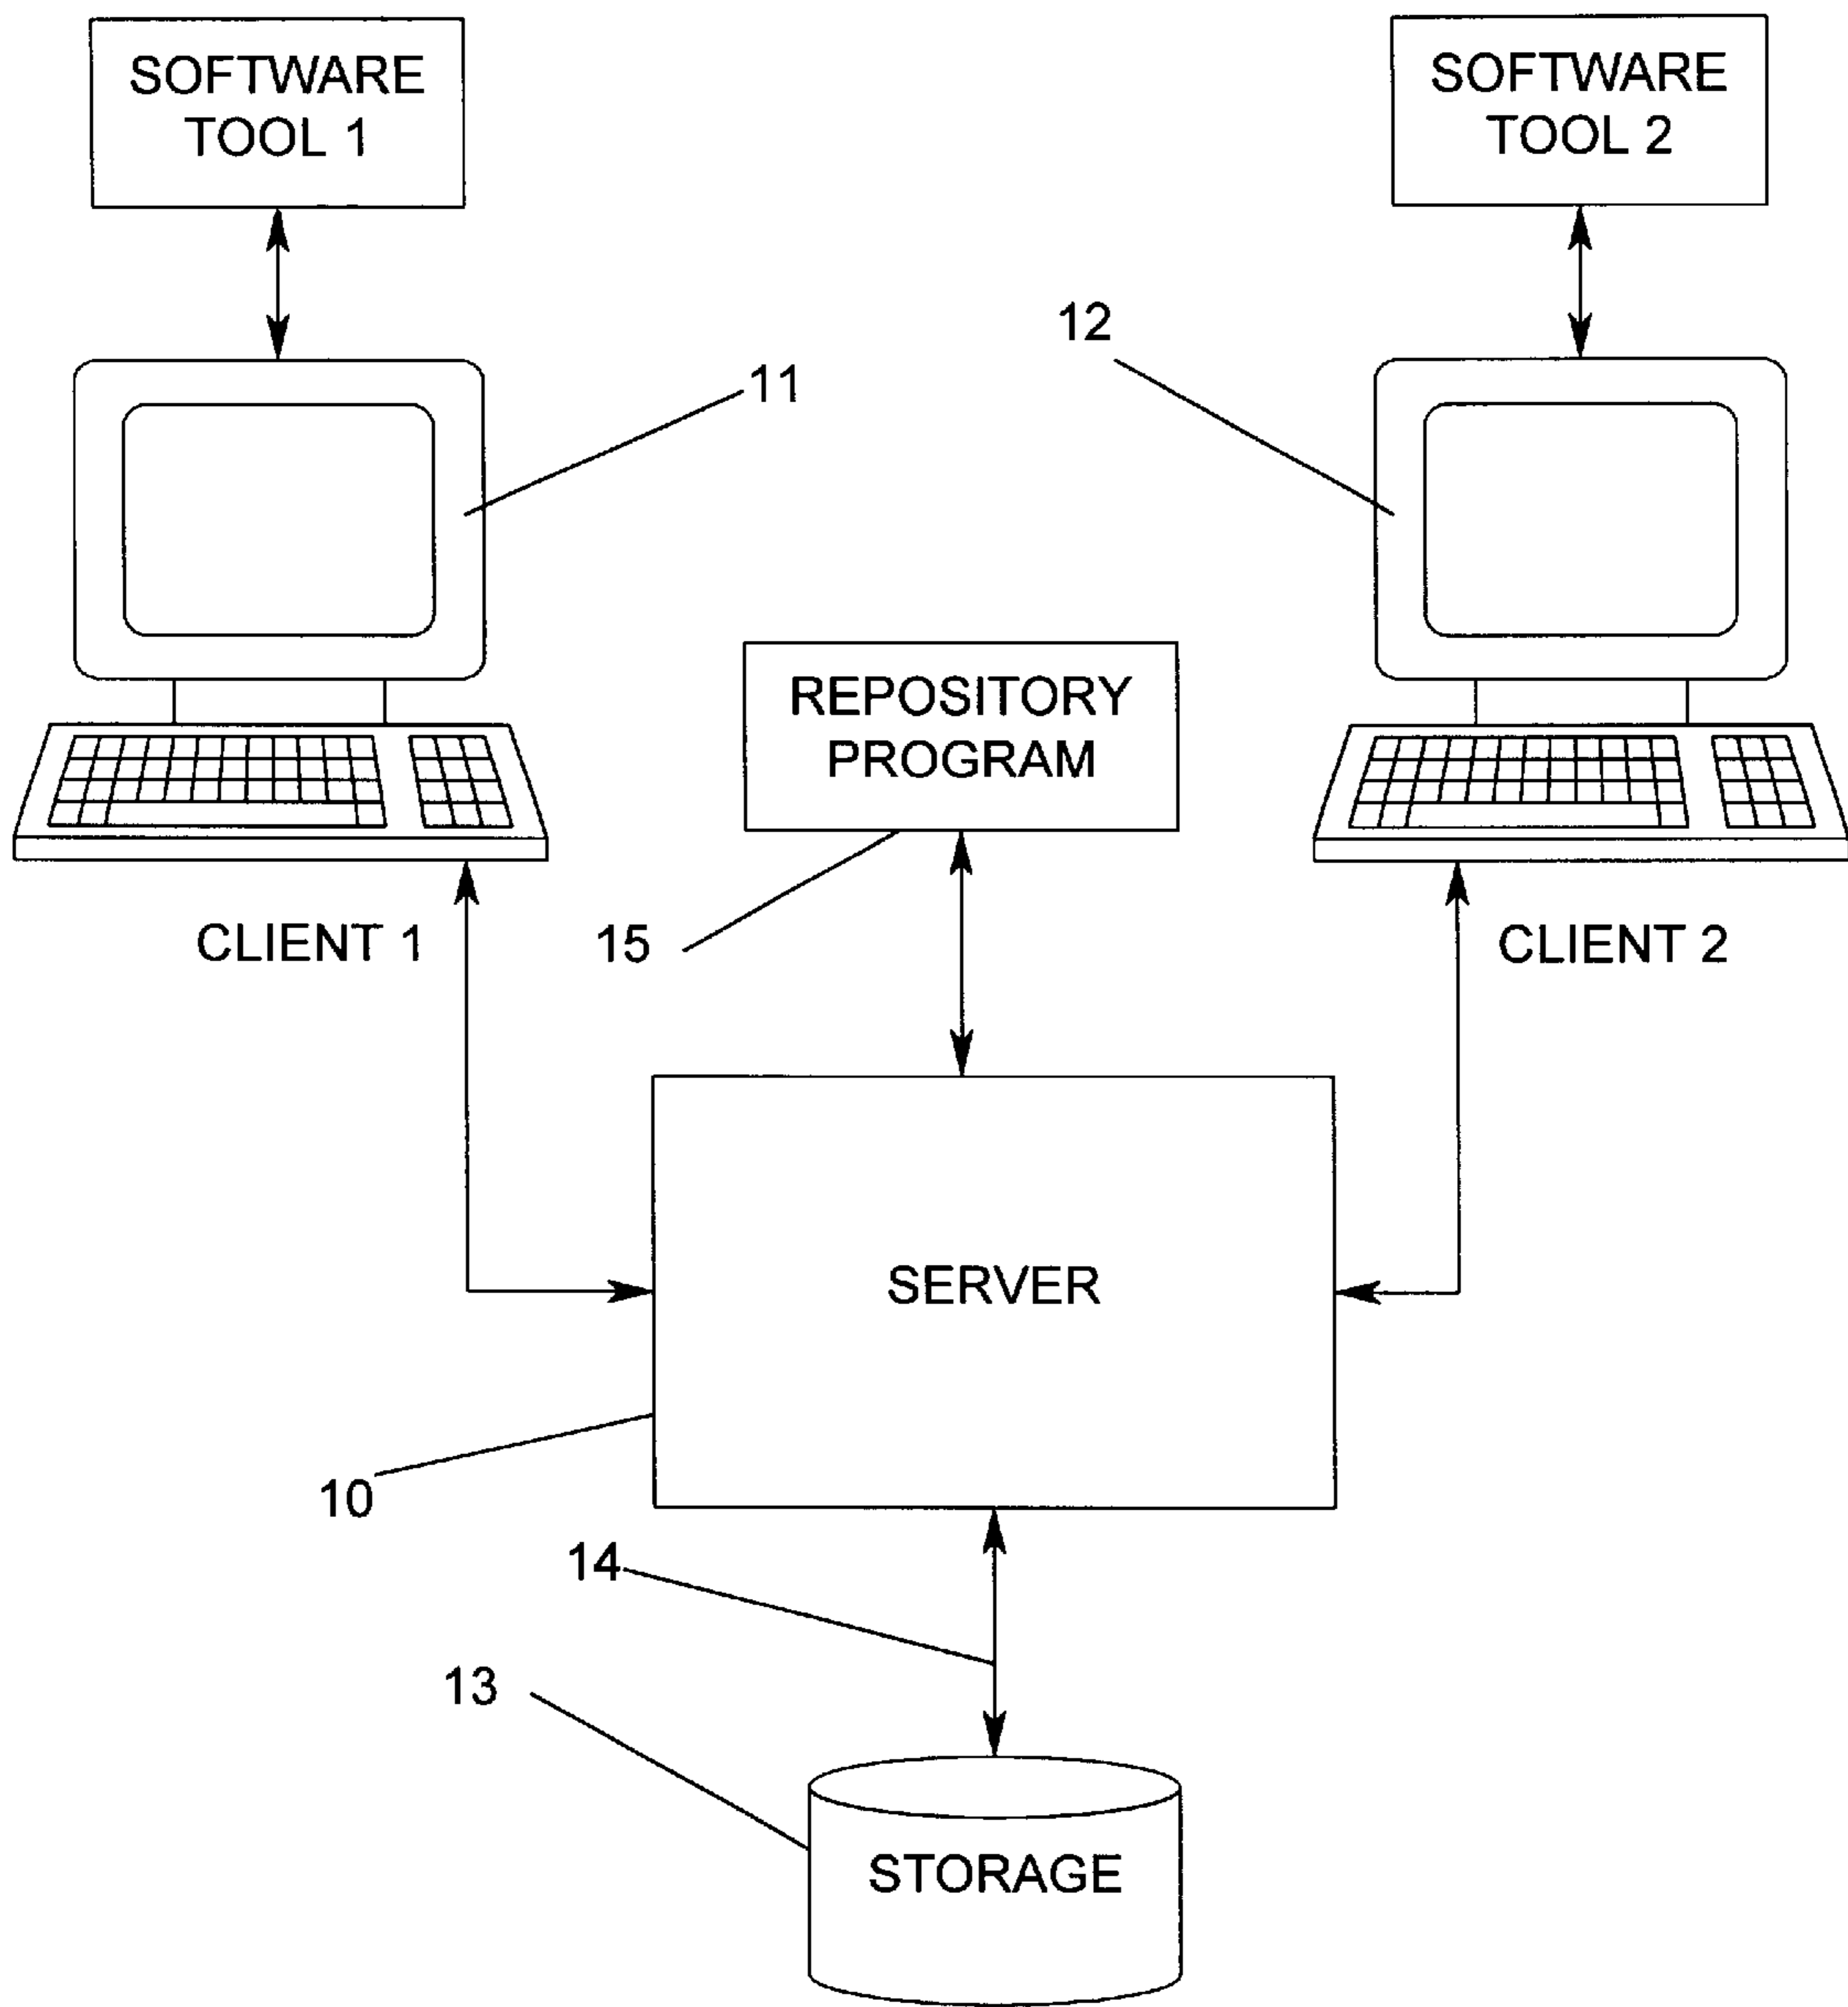 SOFTWARE
TOOL 1
SOFTWARE
TOOL 2
12
11
REPOSITORY
PROGRAM
CLIENT 1
15
CLIENT 2
SERVER
10
14
13
STORAGE